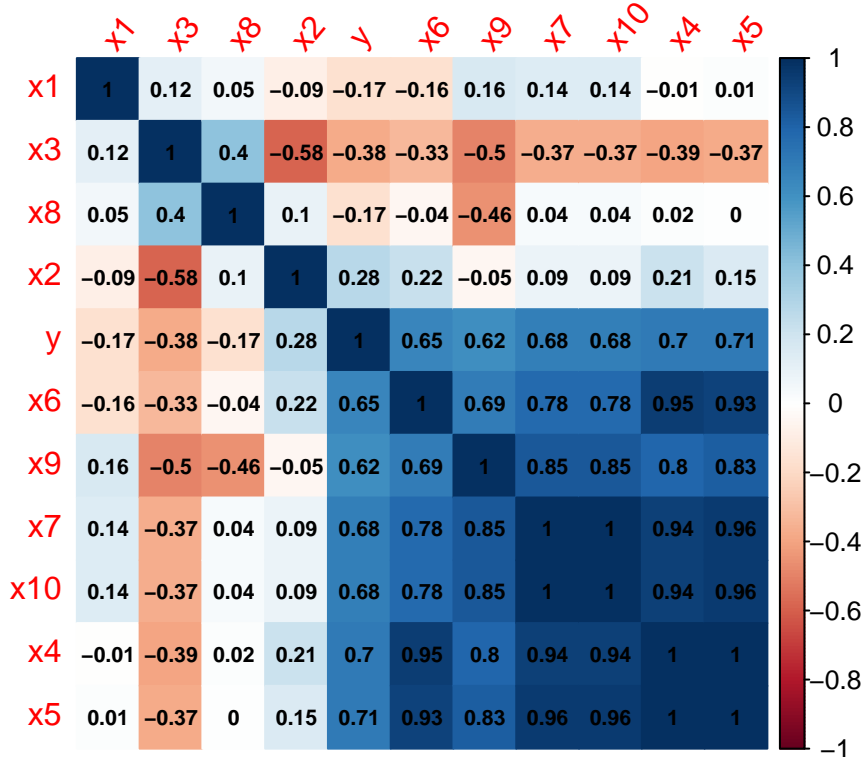 x1 x3 x8 x2 y x6 x9 x7 x10 x4 x5
x1 1 0.12 0.05 −0.09 −0.17 −0.16 0.16 0.14 0.14 −0.01 0.01
x3 0.12 1 0.4 −0.58 −0.38 −0.33 −0.5 −0.37 −0.37 −0.39 −0.37
x8 0.05 0.4 1 0.1 −0.17 −0.04 −0.46 0.04 0.04 0.02 0
x2 −0.09 −0.58 0.1 1 0.28 0.22 −0.05 0.09 0.09 0.21 0.15
y −0.17 −0.38 −0.17 0.28 1 0.65 0.62 0.68 0.68 0.7 0.71
x6 −0.16 −0.33 −0.04 0.22 0.65 1 0.69 0.78 0.78 0.95 0.93
x9 0.16 −0.5 −0.46 −0.05 0.62 0.69 1 0.85 0.85 0.8 0.83
x7 0.14 −0.37 0.04 0.09 0.68 0.78 0.85 1 1 0.94 0.96
x10 0.14 −0.37 0.04 0.09 0.68 0.78 0.85 1 1 0.94 0.96
x4 −0.01 −0.39 0.02 0.21 0.7 0.95 0.8 0.94 0.94 1 1
x5 0.01 −0.37 0 0.15 0.71 0.93 0.83 0.96 0.96 1 1
1
0.8
0.6
0.4
0.2
0
−0.2
−0.4
−0.6
−0.8
−1